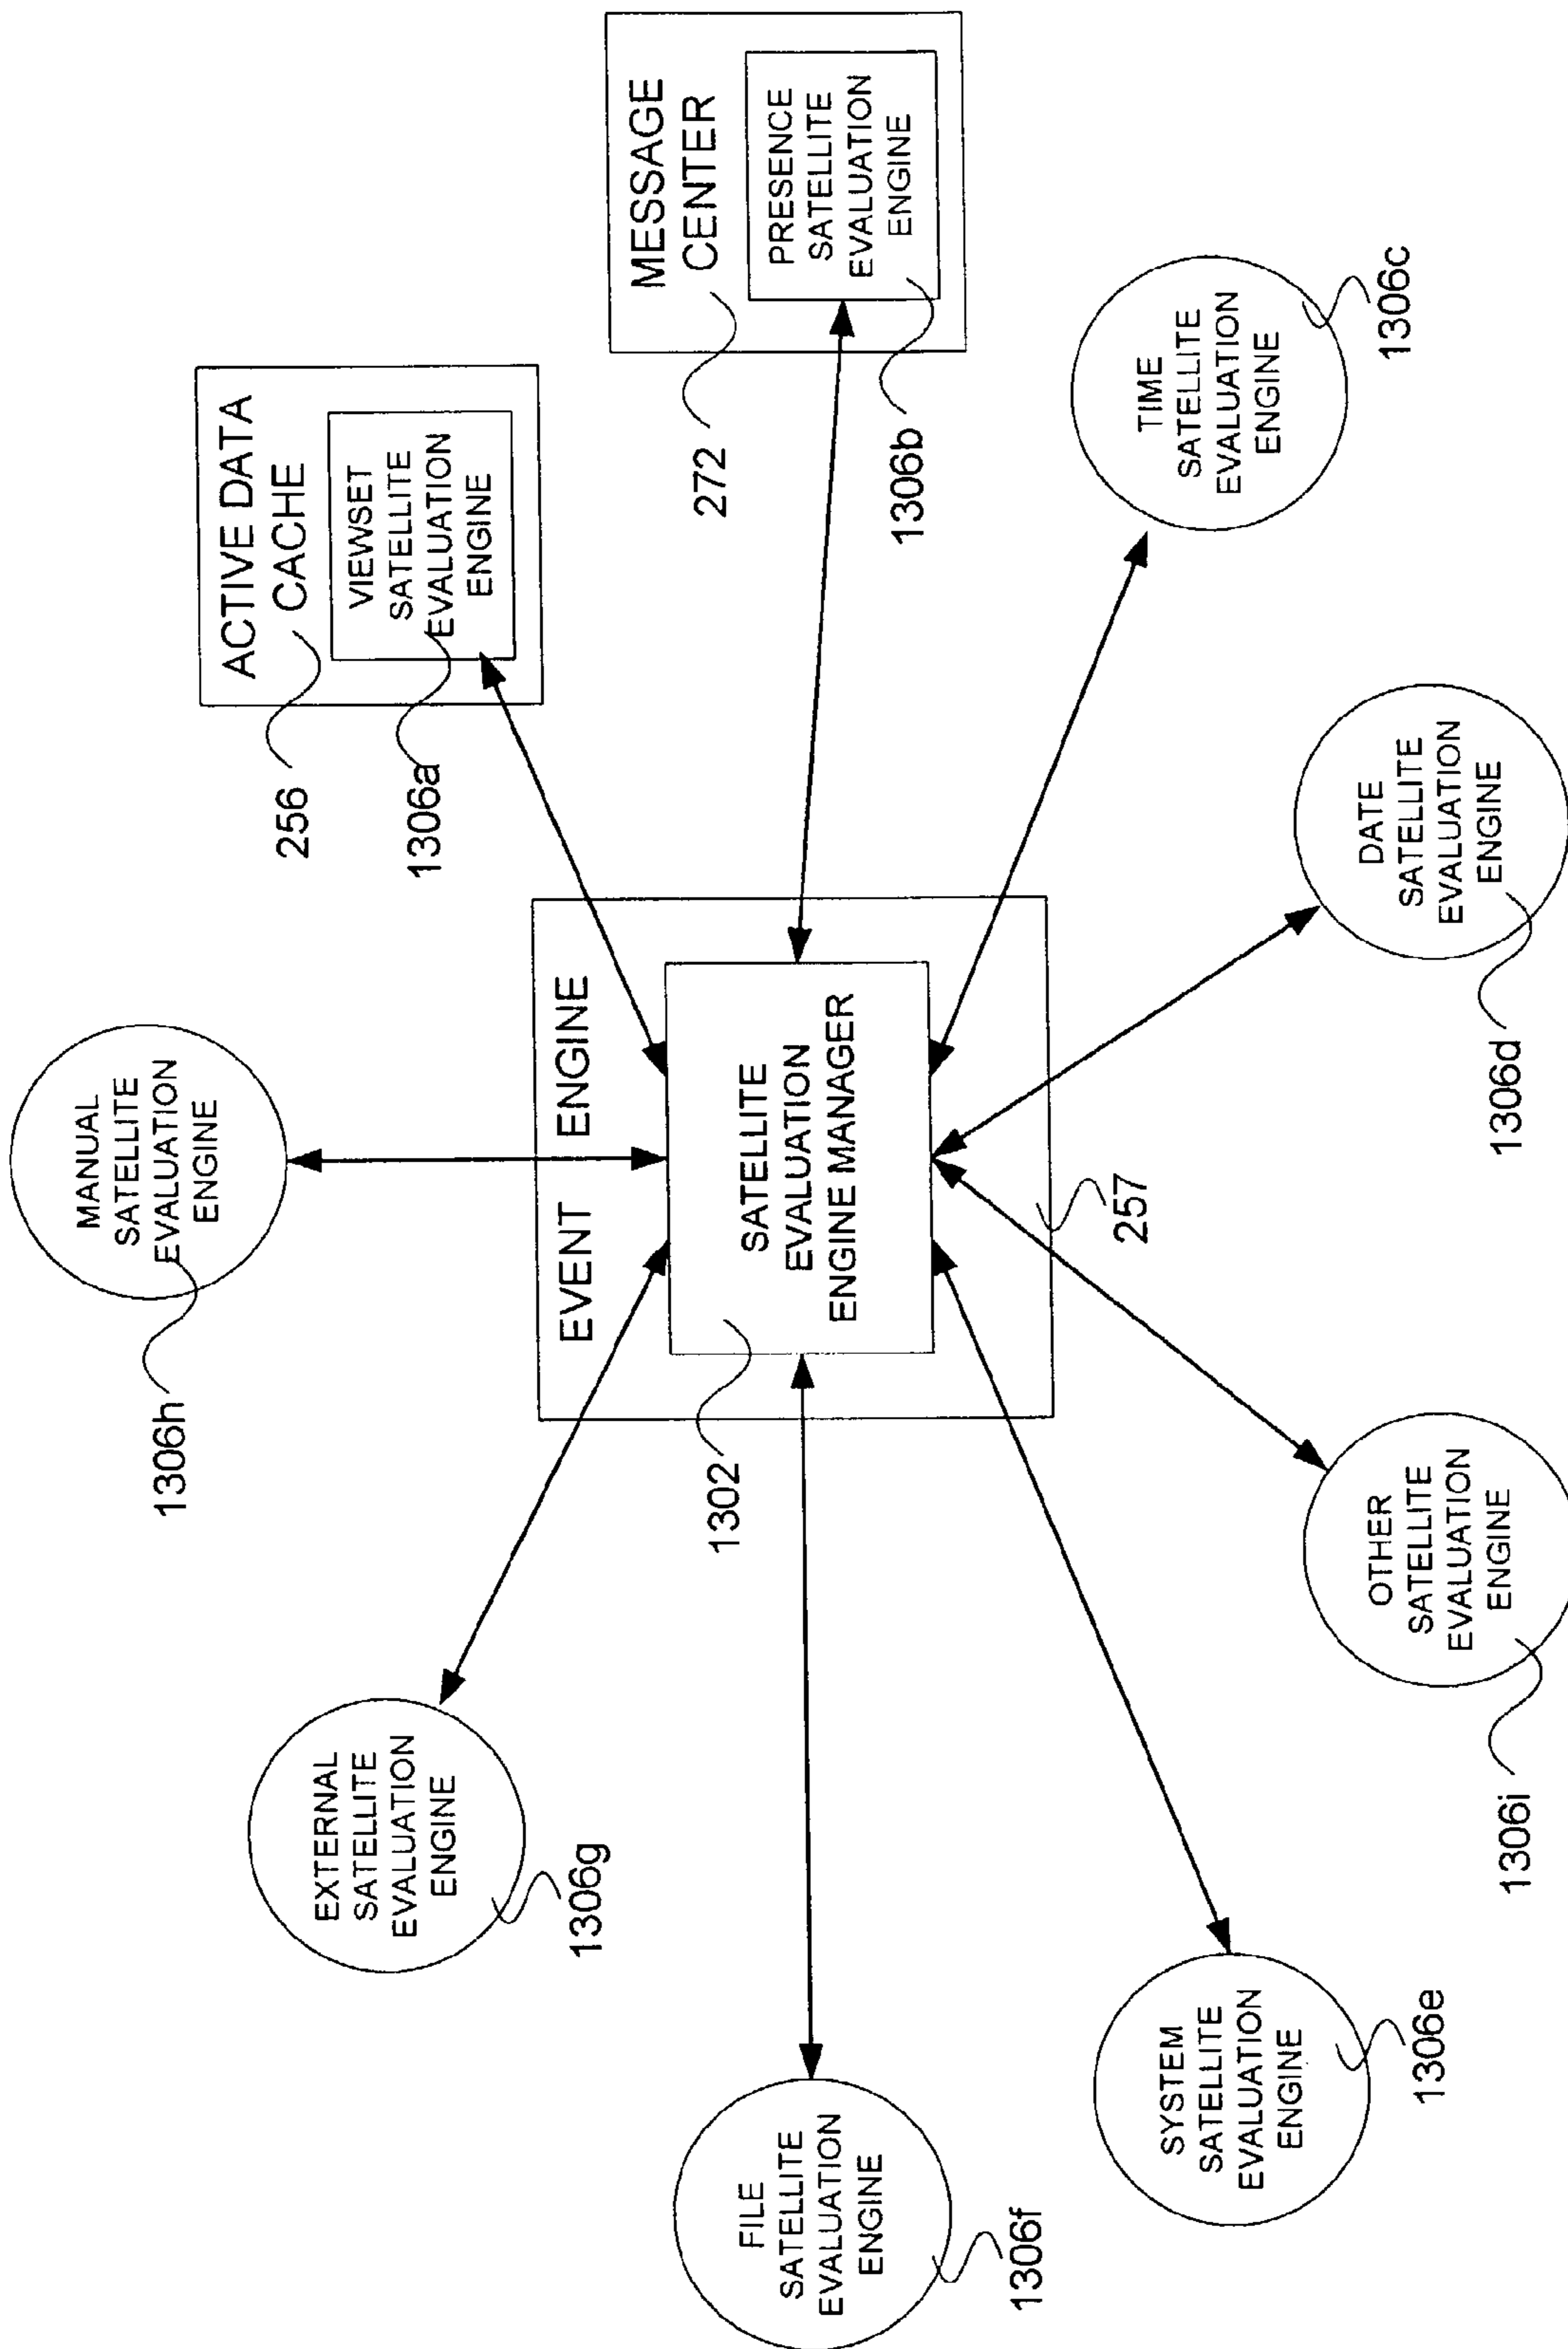 MANUAL
SATELLITE
EVALUATION
ENGINE
1306h
ACTIVE DATA
CACHE
VIEWSET
SATELLITE
EVALUATION
ENGINE
256
1306a
EXTERNAL
SATELLITE
EVALUATION
ENGINE
1306g
EVENT ENGINE
SATELLITE
EVALUATION
ENGINE MANAGER
1302
257
MESSAGE
CENTER
PRESENCE
SATELLITE
EVALUATION
ENGINE
272
1306b
FILE
SATELLITE
EVALUATION
ENGINE
1306f
TIME
SATELLITE
EVALUATION
ENGINE
1306c
SYSTEM
SATELLITE
EVALUATION
ENGINE
1306e
OTHER
SATELLITE
EVALUATION
ENGINE
1306i
DATE
SATELLITE
EVALUATION
ENGINE
1306d